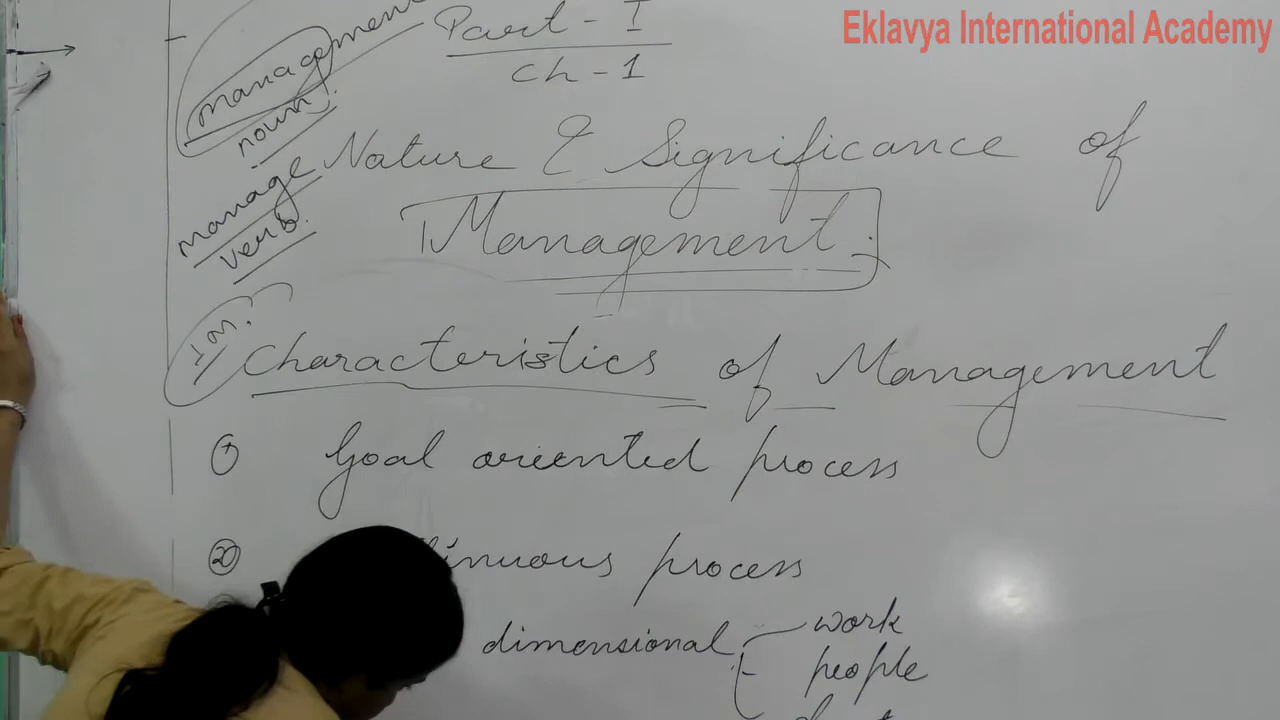 Eklavya International Academy
Part - I
Ch - 1
management
noun
manage
verb.
Nature & Significance of
Management :
Characteristics of Management
① Goal oriented process
② tinuous process
dimensional
work
people